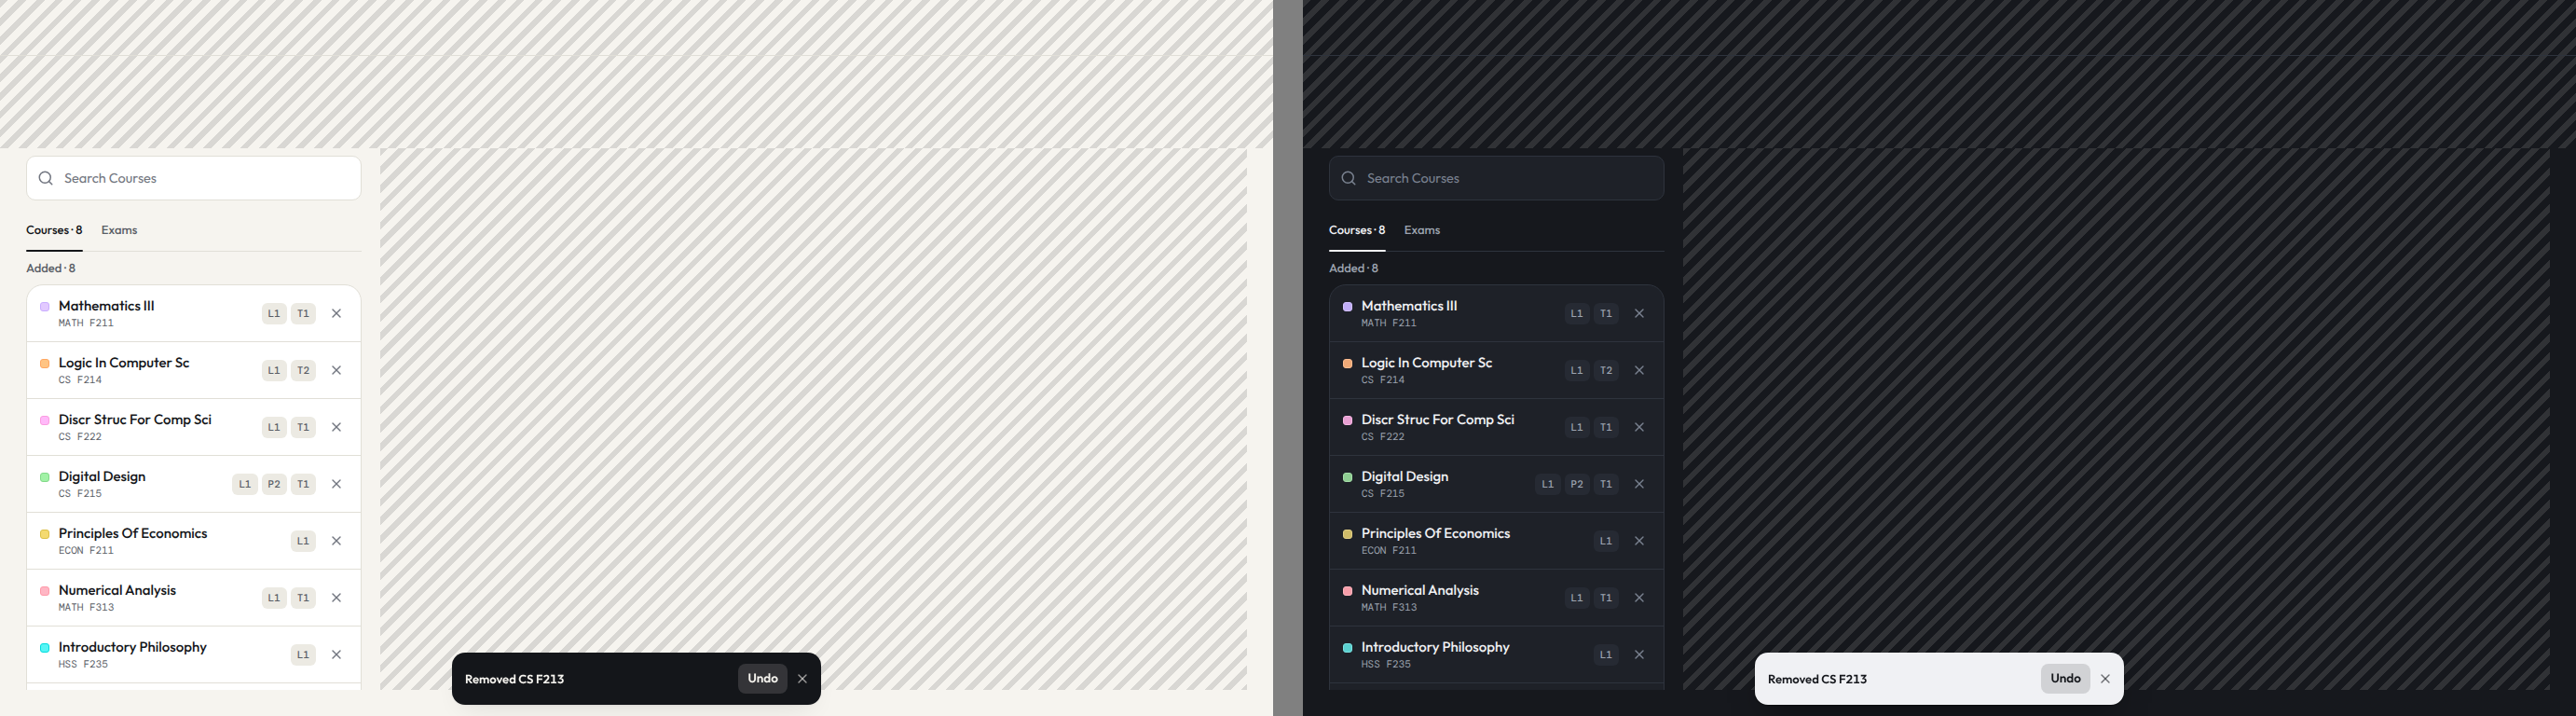 Search Courses
Courses · 8 Exams
Added · 8
Mathematics III L1 T1
MATH F211
Logic In Computer Sc L1 T2
CS F214
Discr Struc For Comp Sci L1 T1
CS F222
Digital Design L1 P2 T1
CS F215
Principles Of Economics L1
ECON F211
Numerical Analysis L1 T1
MATH F313
Introductory Philosophy L1
HSS F235
Removed CS F213 Undo
Search Courses
Courses · 8 Exams
Added · 8
Mathematics III L1 T1
MATH F211
Logic In Computer Sc L1 T2
CS F214
Discr Struc For Comp Sci L1 T1
CS F222
Digital Design L1 P2 T1
CS F215
Principles Of Economics L1
ECON F211
Numerical Analysis L1 T1
MATH F313
Introductory Philosophy L1
HSS F235
Removed CS F213 Undo